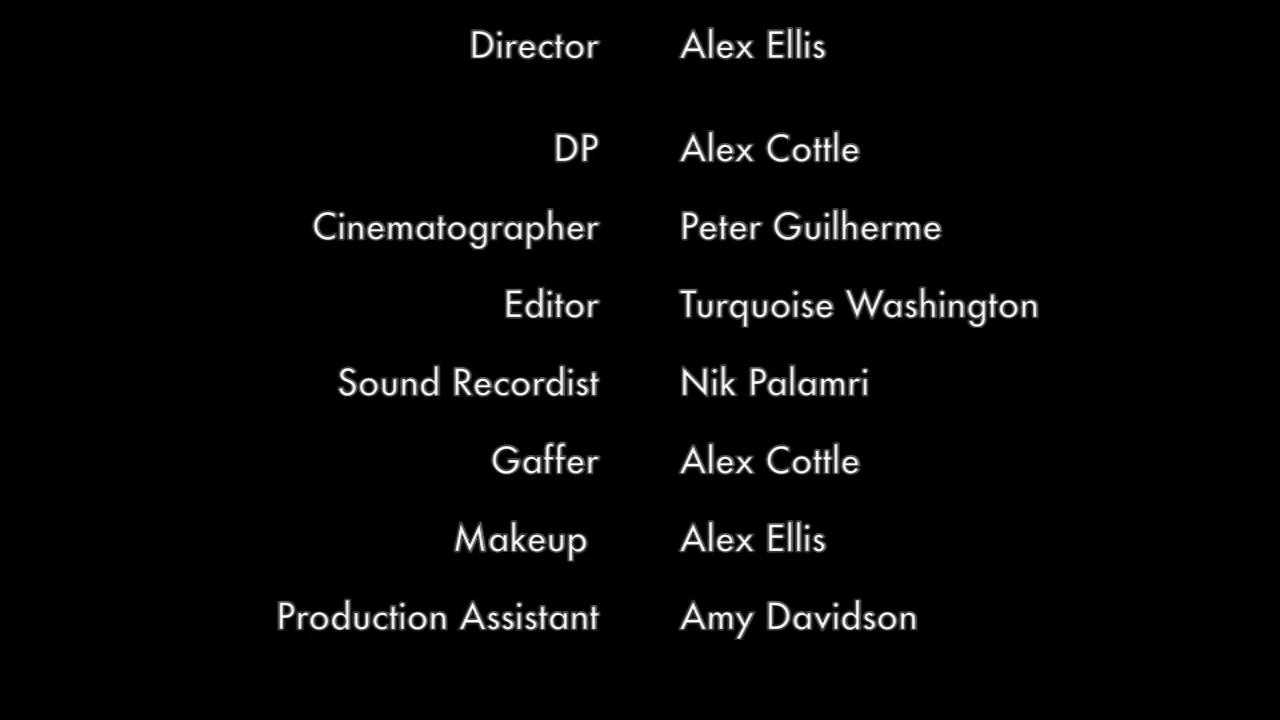 Director Alex Ellis
DP Alex Cottle
Cinematographer Peter Guilherme
Editor Turquoise Washington
Sound Recordist Nik Palamri
Gaffer Alex Cottle
Makeup Alex Ellis
Production Assistant Amy Davidson